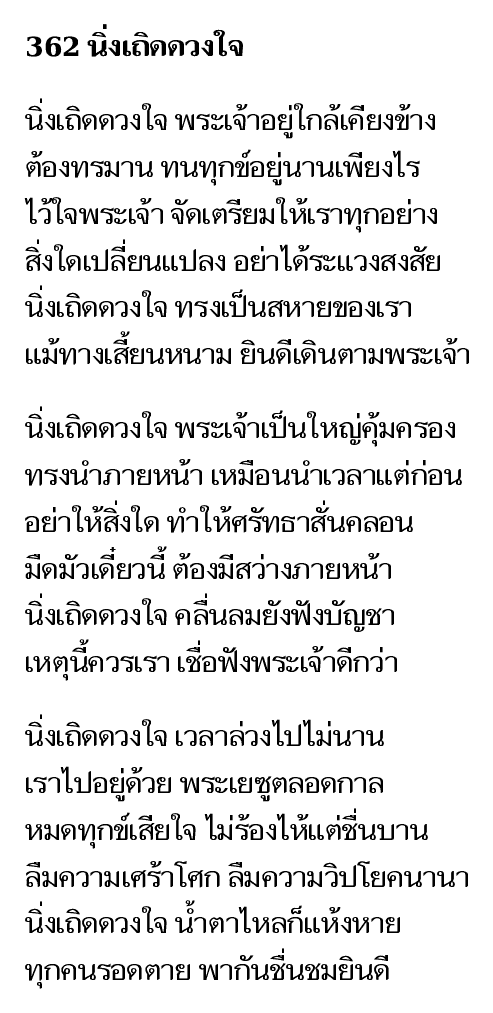 362 นิ่งเถิดดวงใจ
นิ่งเถิดดวงใจ พระเจ้าอยู่ใกล้เคียงข้าง
ต้องทรมาน ทนทุกข์อยู่นานเพียงไร
ไว้ใจพระเจ้า จัดเตรียมให้เราทุกอย่าง
สิ่งใดเปลี่ยนแปลง อย่าได้ระแวงสงสัย
นิ่งเถิดดวงใจ ทรงเป็นสหายของเรา
แม้ทางเสี้ยนหนาม ยินดีเดินตามพระเจ้า
นิ่งเถิดดวงใจ พระเจ้าเป็นใหญ่คุ้มครอง
ทรงนำภายหน้า เหมือนนำเวลาแต่ก่อน
อย่าให้สิ่งใด ทำให้ศรัทธาสั่นคลอน
มืดมัวเดี๋ยวนี้ ต้องมีสว่างภายหน้า
นิ่งเถิดดวงใจ คลื่นลมยังฟังบัญชา
เหตุนี้ควรเรา เชื่อฟังพระเจ้าดีกว่า
นิ่งเถิดดวงใจ เวลาล่วงไปไม่นาน
เราไปอยู่ด้วย พระเยซูตลอดกาล
หมดทุกข์เสียใจ ไม่ร้องไห้แต่ชื่นบาน
ลืมความเศร้าโศก ลืมความวิปโยคนานา
นิ่งเถิดดวงใจ น้ำตาไหลก็แห้งหาย
ทุกคนรอดตาย พากันชื่นชมยินดี